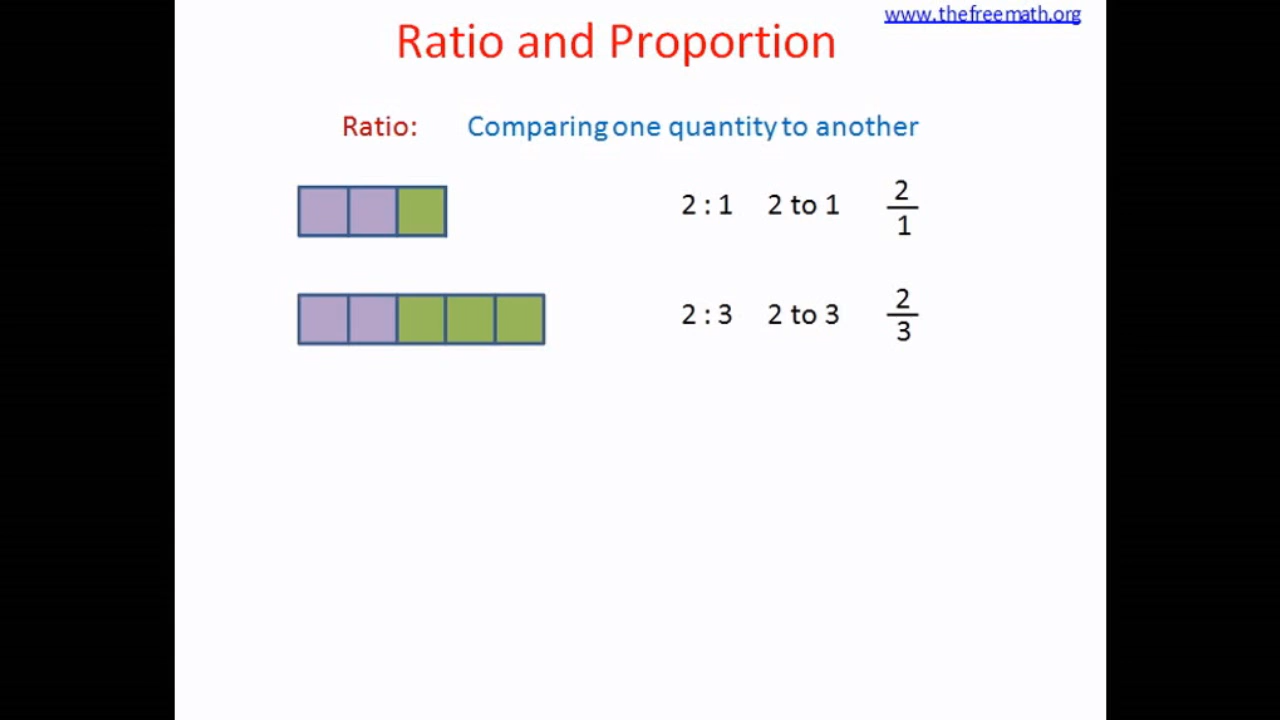 www.thefreemath.org
Ratio and Proportion
Ratio: Comparing one quantity to another
2 : 1 2 to 1 2/1
2 : 3 2 to 3 2/3